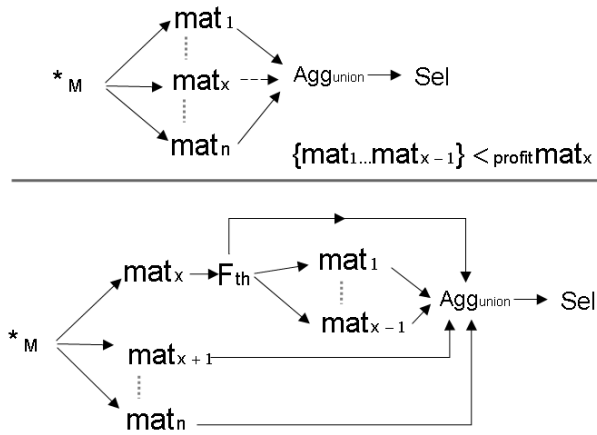 mat1
*M matx Aggunion Sel
matn
{mat1...matx – 1} < profit matx
matx Fth mat1
Aggunion Sel
matx – 1
*M
matx + 1
matn